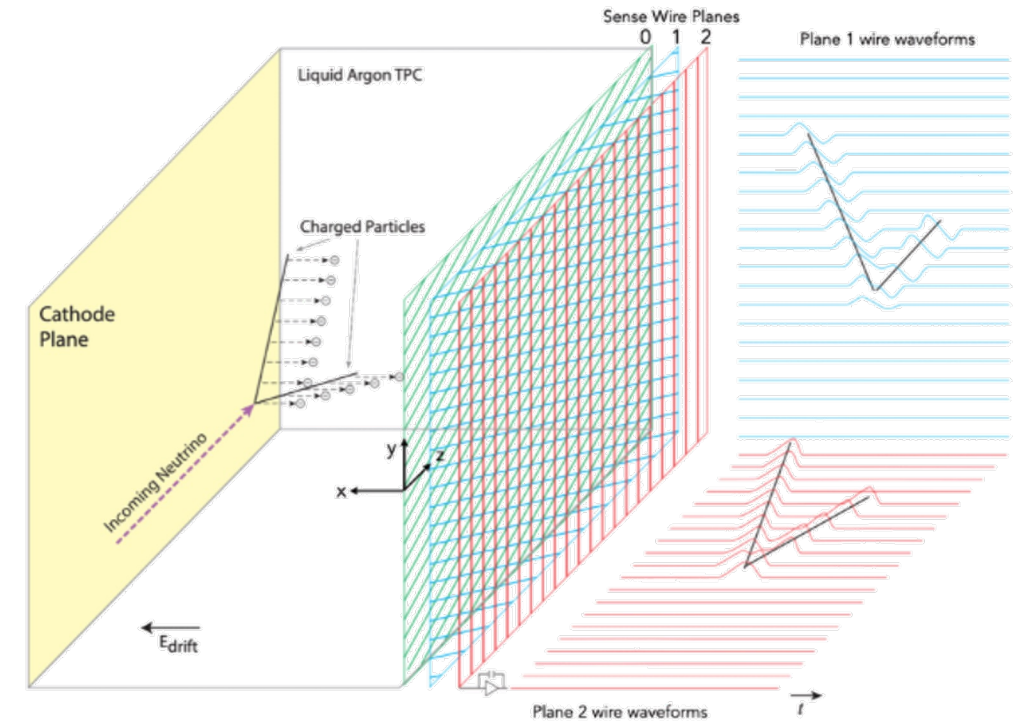 Sense Wire Planes
0 1 2
Plane 1 wire waveforms
Liquid Argon TPC
Charged Particles
Cathode
Plane
y
z
x
Incoming Neutrino
Edrift
t
Plane 2 wire waveforms